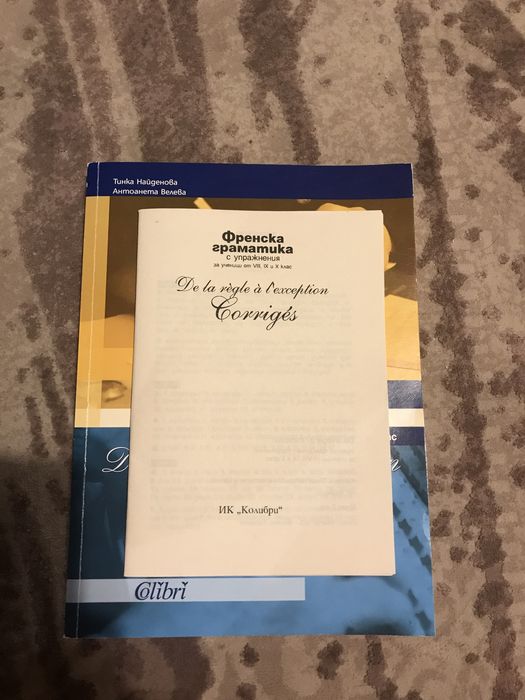 Тинка Найденова
Антоанета Велева
Френска
граматика
с упражнения
за ученици от VIII, IX и X клас
De la règle à l'exception
Corrigés
ИК „Колибри“
Colibri